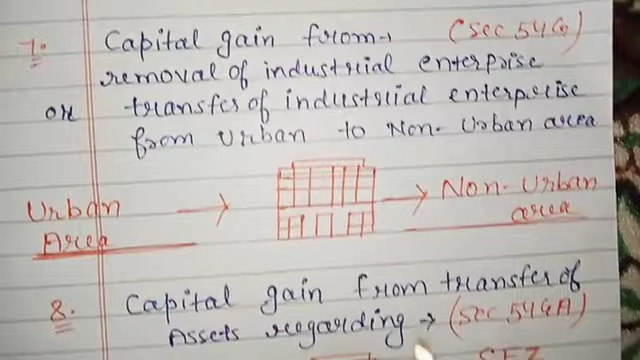 7. Capital gain from→ (Sec 54G)
removal of industrial enterprise
or transfer of industrial enterprise
from urban to Non-Urban area
Urban → → Non-Urban
Area area
8. Capital gain from transfer of
Assets regarding → (Sec 54GA)
SEZ